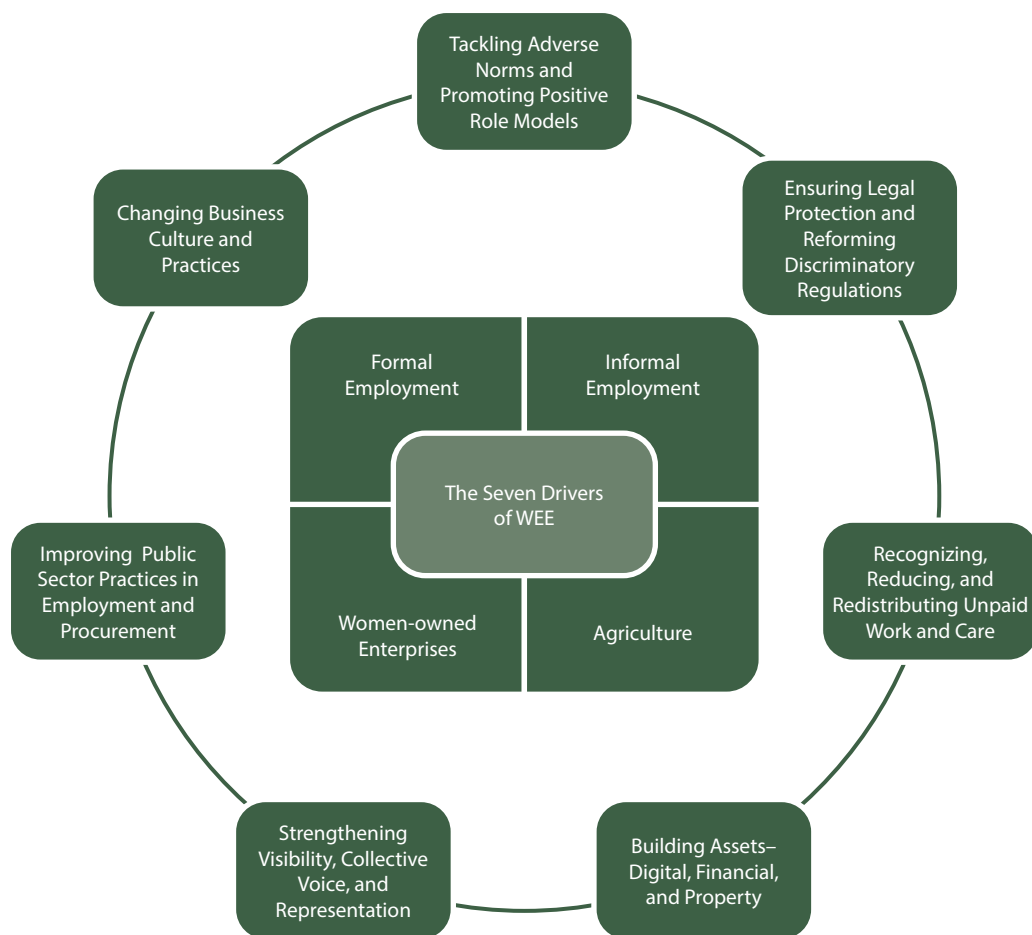 Tackling Adverse
Norms and
Promoting Positive
Role Models
Ensuring Legal
Protection and
Reforming
Discriminatory
Regulations
Recognizing,
Reducing, and
Redistributing Unpaid
Work and Care
Building Assets–
Digital, Financial,
and Property
Strengthening
Visibility, Collective
Voice, and
Representation
Improving Public
Sector Practices in
Employment and
Procurement
Changing Business
Culture and
Practices
Formal
Employment
Informal
Employment
The Seven Drivers
of WEE
Women-owned
Enterprises
Agriculture